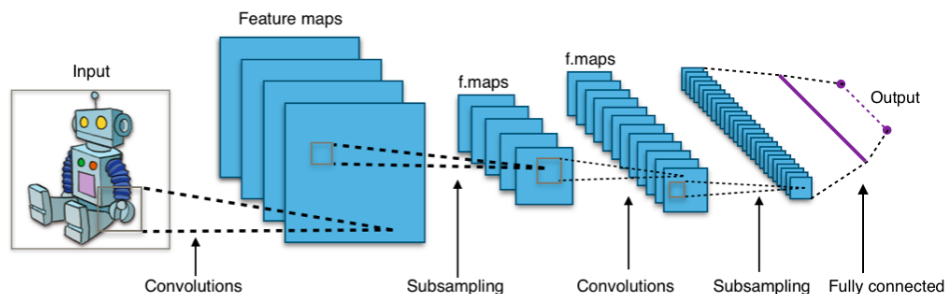 Feature maps
Input
f.maps
f.maps
Output
Convolutions
Subsampling
Convolutions
Subsampling
Fully connected